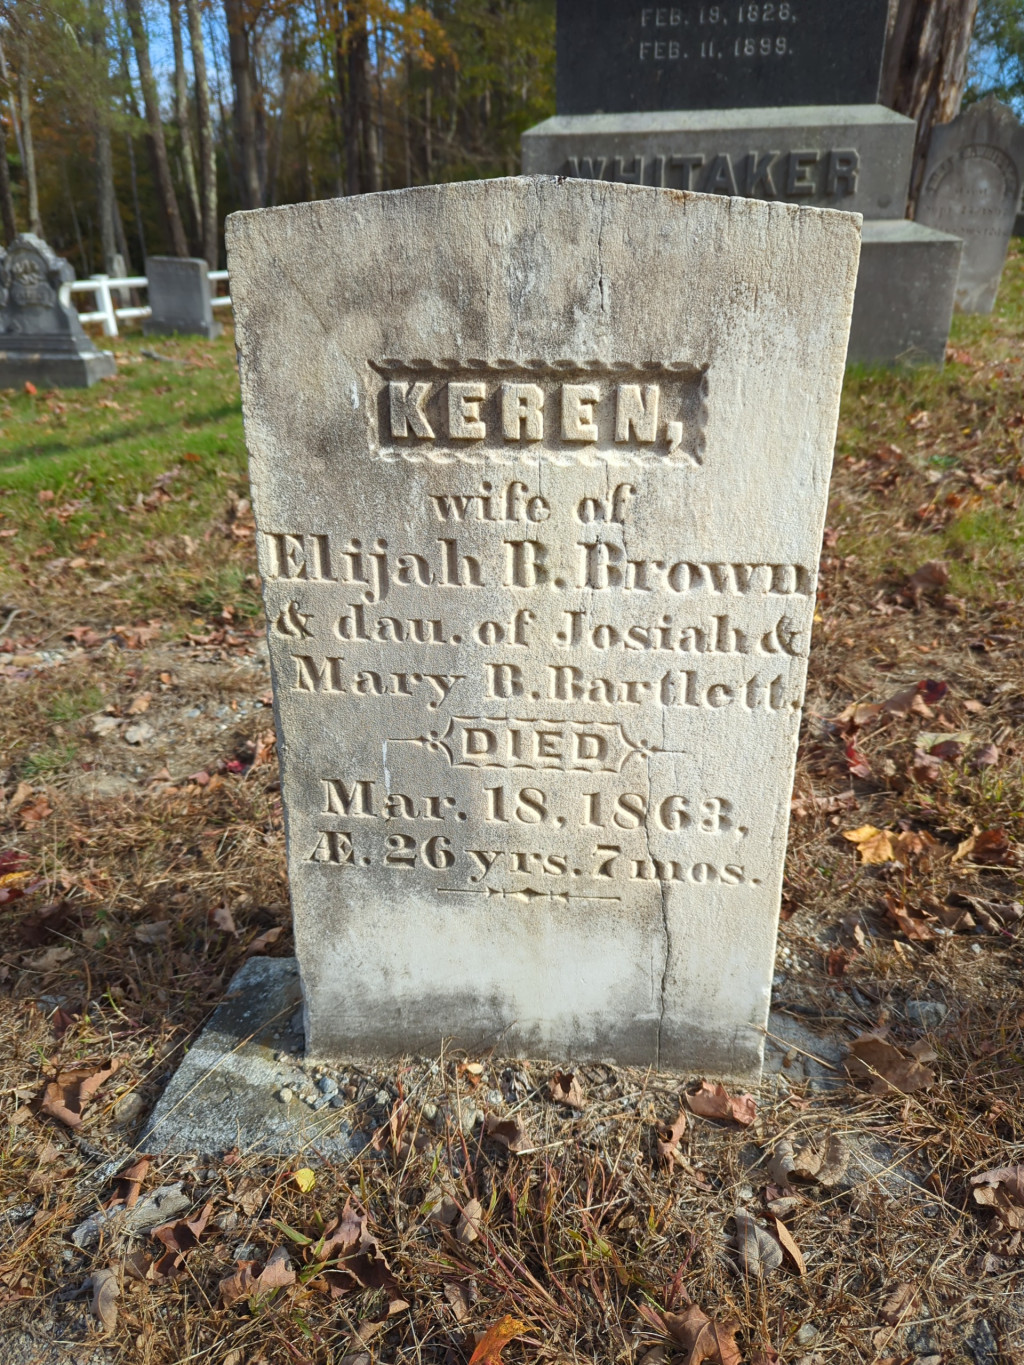 FEB. 19, 1828,
FEB. 11, 1899.
WHITAKER
KEREN,
wife of
Elijah B. Brown
& dau. of Josiah &
Mary B. Bartlett.
DIED
Mar. 18, 1863,
Æ. 26 yrs. 7 mos.